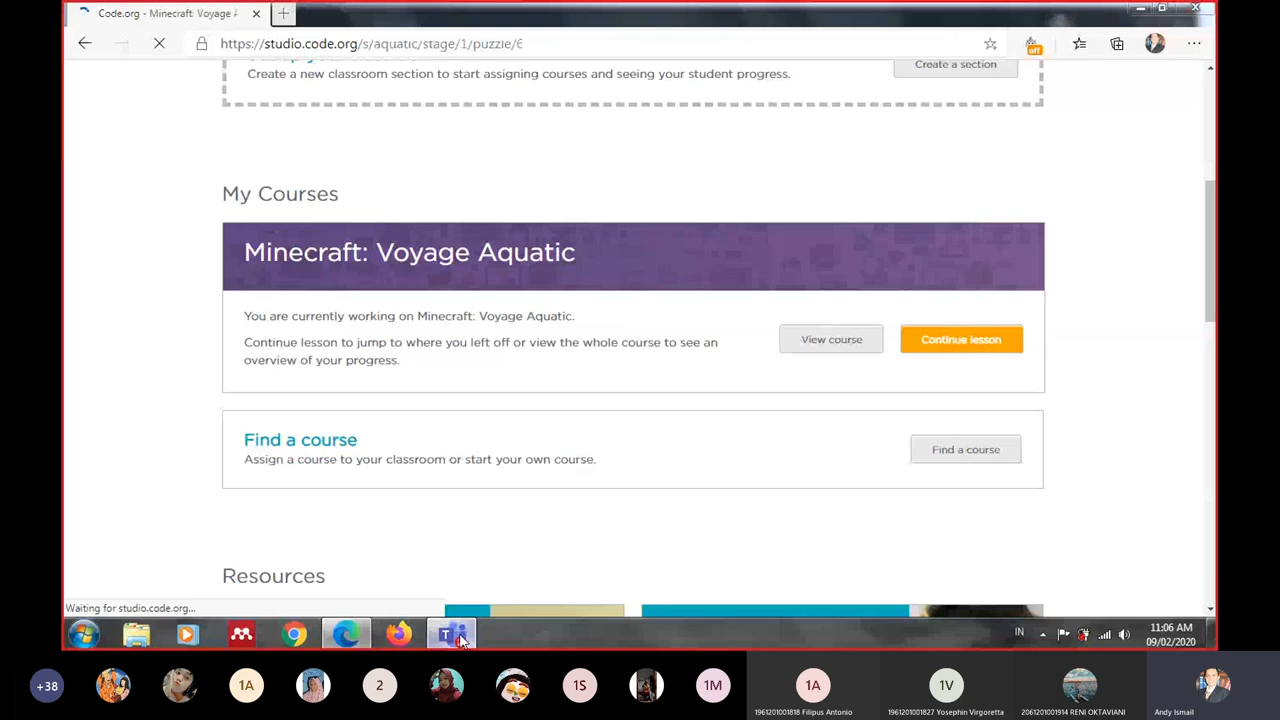 Code.org - Minecraft: Voyage A
https://studio.code.org/s/aquatic/stage/1/puzzle/6
off
Create a new classroom section to start assigning courses and seeing your student progress.
Create a section
My Courses
Minecraft: Voyage Aquatic
You are currently working on Minecraft: Voyage Aquatic.
Continue lesson to jump to where you left off or view the whole course to see an
overview of your progress.
View course
Continue lesson
Find a course
Assign a course to your classroom or start your own course.
Find a course
Resources
Waiting for studio.code.org...
IN
11:06 AM
09/02/2020
+38
1A
2
1S
1M
1A
1V
1961201001818 Filipus Antonio
1961201001827 Yosephin Virgoretta
2061201001914 RENI OKTAVIANI
Andy Ismail